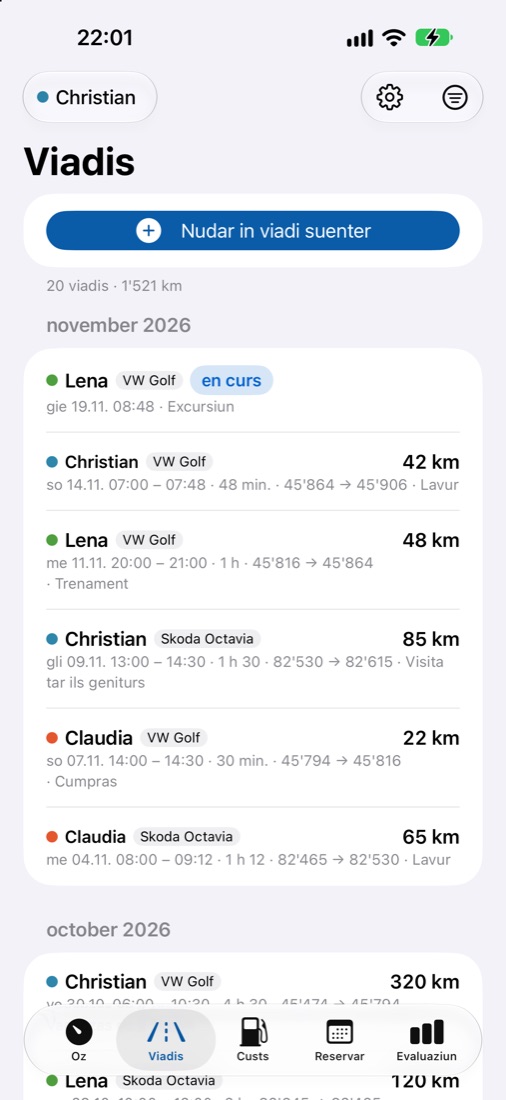 22:01
Christian
Viadis
Nudar in viadi suenter
20 viadis · 1'521 km
november 2026
Lena VW Golf en curs
gie 19.11. 08:48 · Excursiun
Christian VW Golf 42 km
so 14.11. 07:00 – 07:48 · 48 min. · 45'864 → 45'906 · Lavur
Lena VW Golf 48 km
me 11.11. 20:00 – 21:00 · 1 h · 45'816 → 45'864
· Trenament
Christian Skoda Octavia 85 km
gli 09.11. 13:00 – 14:30 · 1 h 30 · 82'530 → 82'615 · Visita
tar ils geniturs
Claudia VW Golf 22 km
so 07.11. 14:00 – 14:30 · 30 min. · 45'794 → 45'816
· Cumpras
Claudia Skoda Octavia 65 km
me 04.11. 08:00 – 09:12 · 1 h 12 · 82'465 → 82'530 · Lavur
october 2026
Christian VW Golf 320 km
Oz Viadis Custs Reservar Evaluaziun
Lena Skoda Octavia 120 km